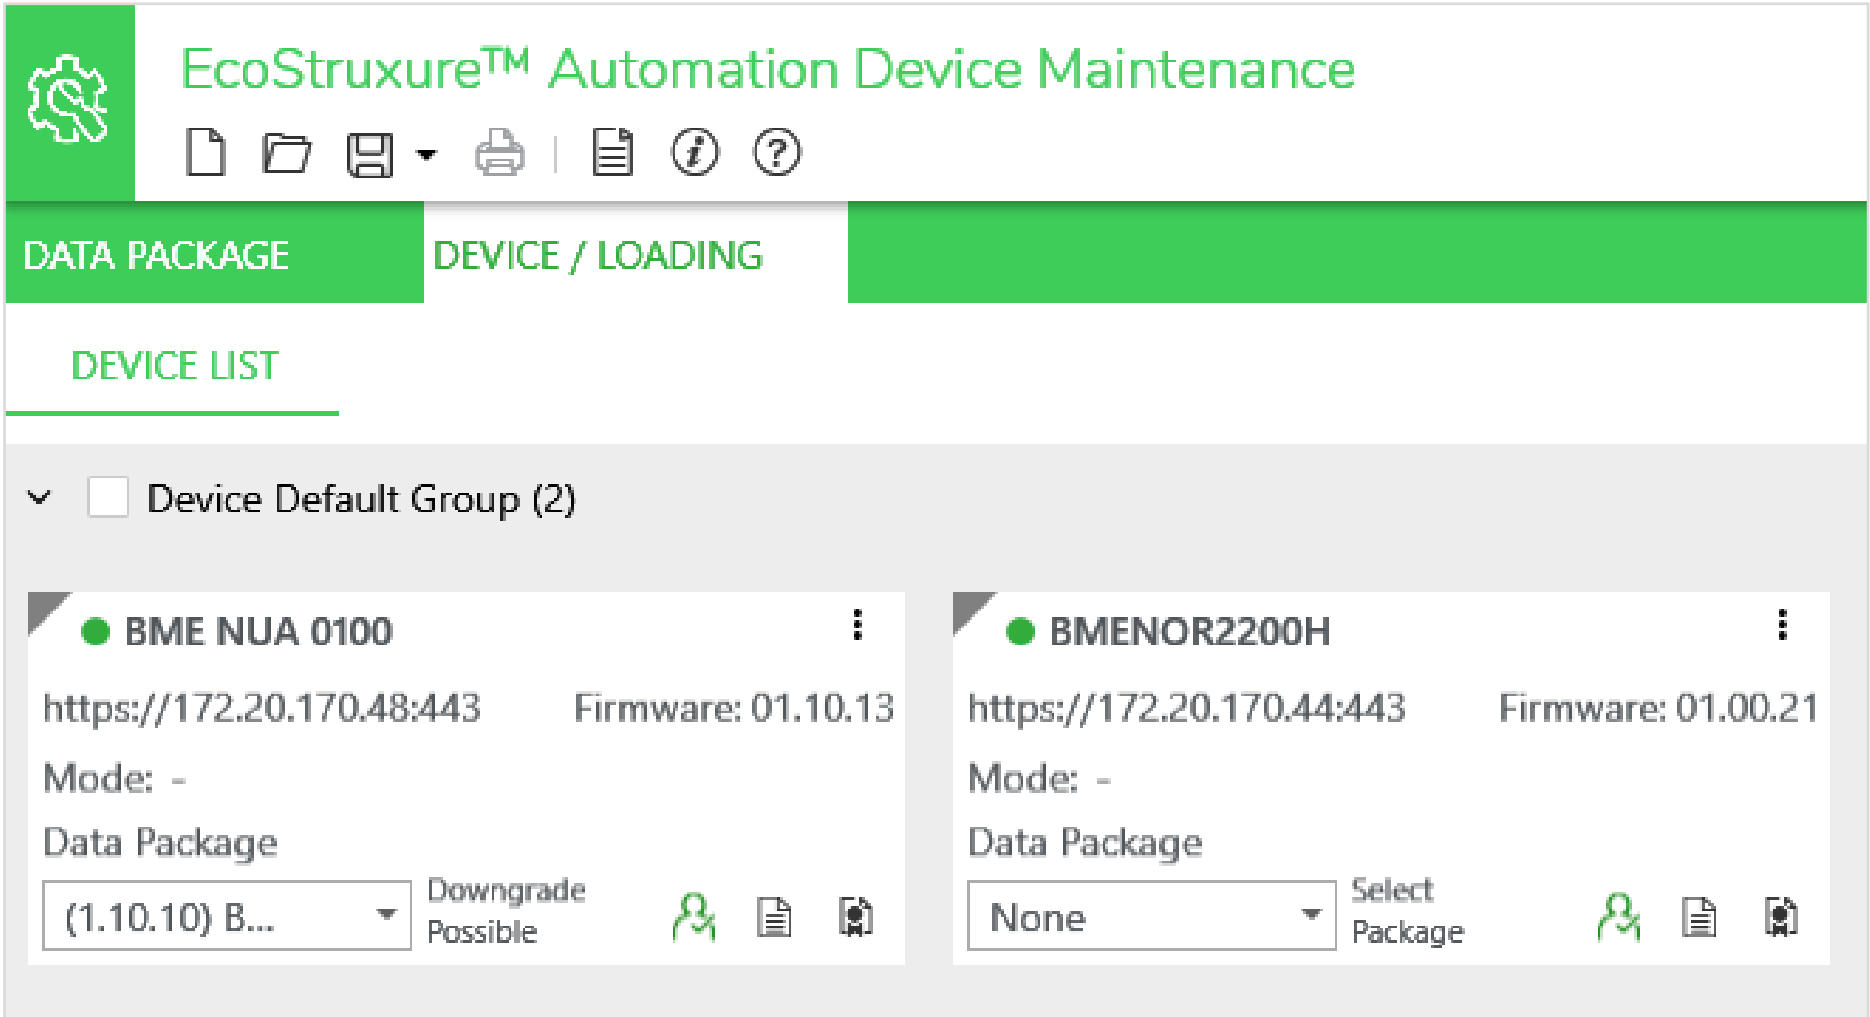 EcoStruxure™ Automation Device Maintenance
DATA PACKAGE
DEVICE / LOADING
DEVICE LIST
Device Default Group (2)
BME NUA 0100
https://172.20.170.48:443 Firmware: 01.10.13
Mode: -
Data Package
(1.10.10) B...
Downgrade
Possible
BMENOR2200H
https://172.20.170.44:443 Firmware: 01.00.21
Mode: -
Data Package
None
Select
Package